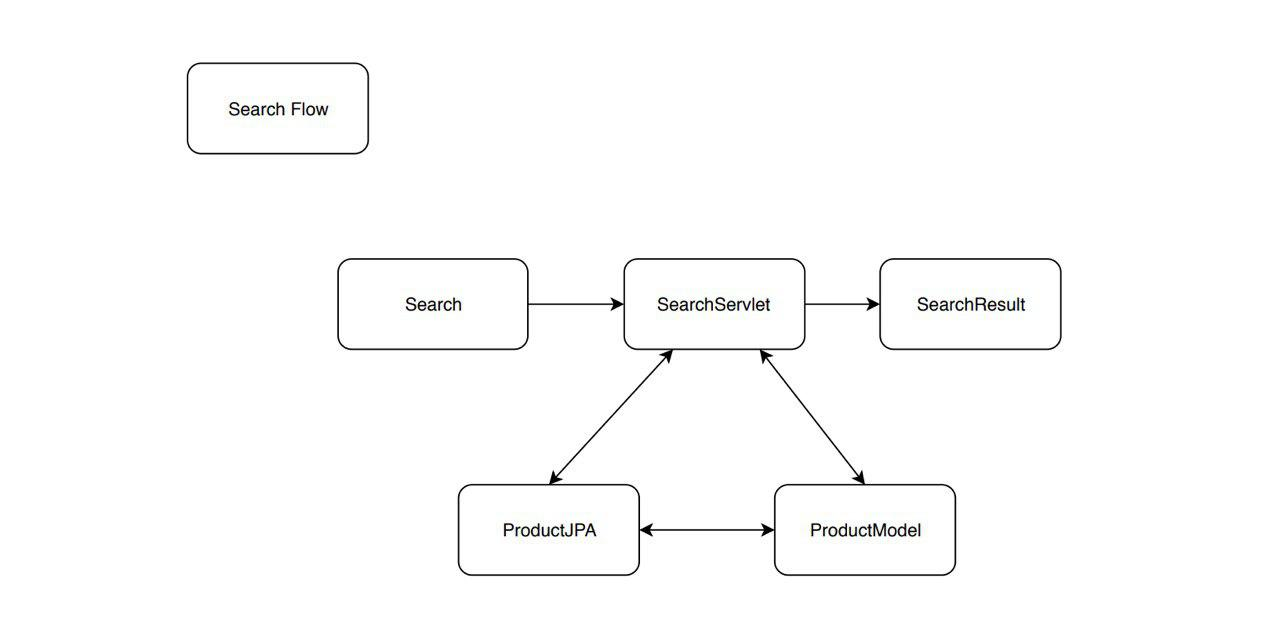 Search Flow
Search
SearchServlet
SearchResult
ProductJPA
ProductModel